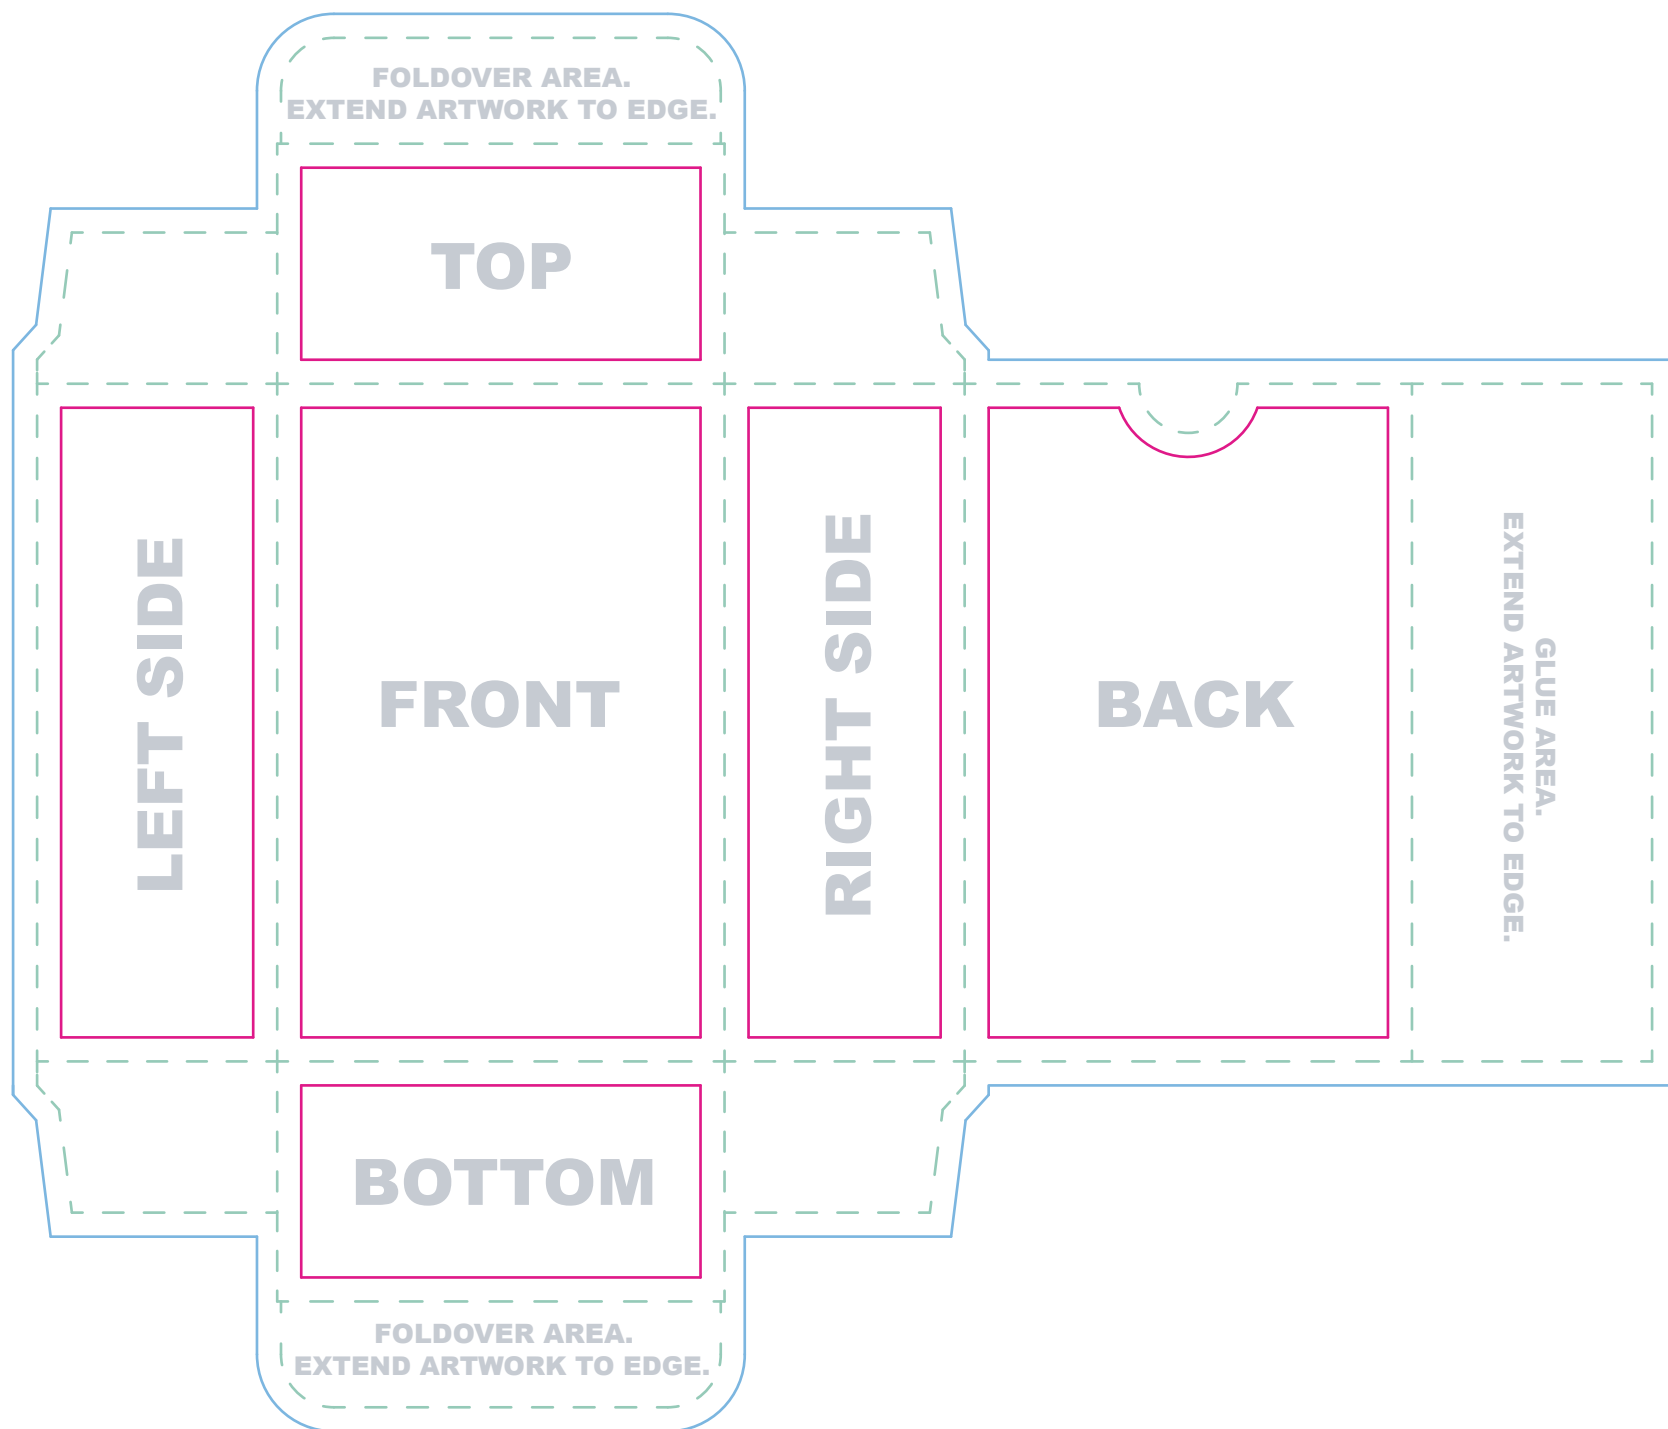 FOLDOVER AREA.
EXTEND ARTWORK TO EDGE.
TOP
LEFT SIDE
FRONT
RIGHT SIDE
BACK
GLUE AREA.
EXTEND ARTWORK TO EDGE.
BOTTOM
FOLDOVER AREA.
EXTEND ARTWORK TO EDGE.